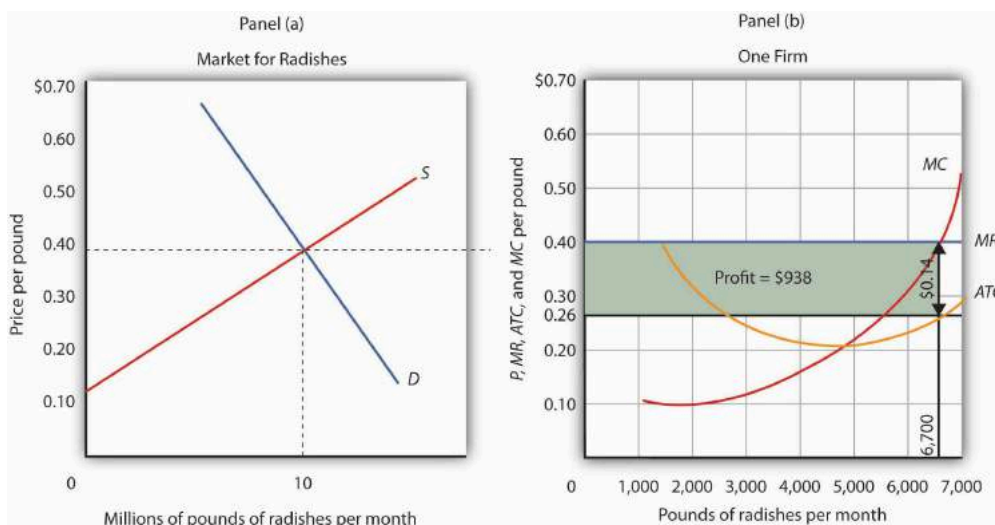 Panel (a)
Market for Radishes
$0.70
0.60
0.50
0.40
0.30
0.20
0.10
0
10
Price per pound
S
D
Millions of pounds of radishes per month
Panel (b)
One Firm
$0.70
0.60
0.50
0.40
0.30
0.26
0.20
0.10
0
1,000 2,000 3,000 4,000 5,000 6,000 7,000
P, MR, ATC, and MC per pound
MC
MR
ATC
Profit = $938
$0.14
6,700
Pounds of radishes per month